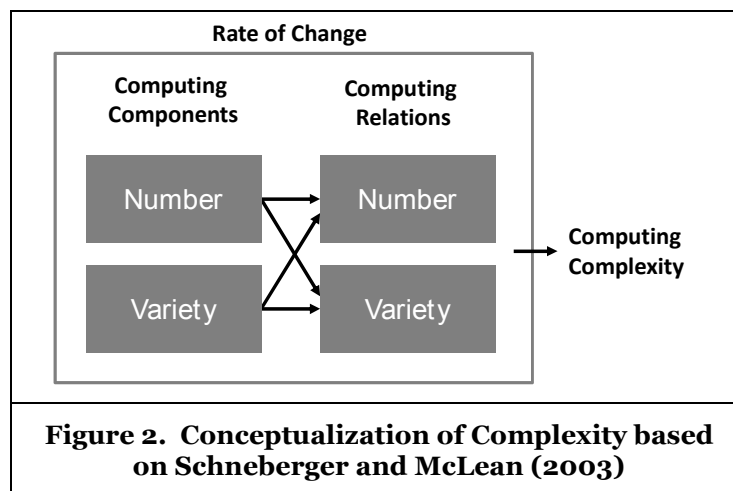 Rate of Change
Computing
Components
Computing
Relations
Number
Number
Variety
Variety
Computing
Complexity
Figure 2. Conceptualization of Complexity based
on Schneberger and McLean (2003)